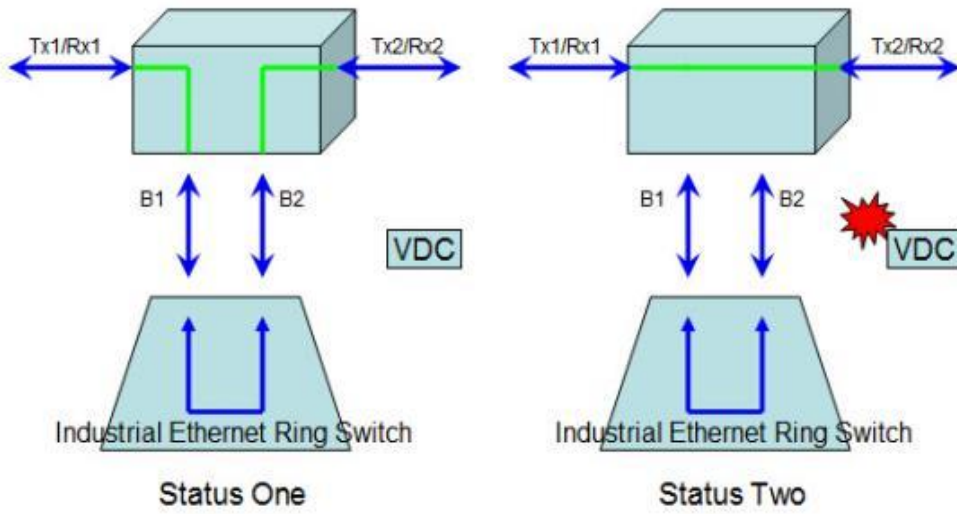 Tx1/Rx1
Tx2/Rx2
B1
B2
VDC
Industrial Ethernet Ring Switch
Status One
Tx1/Rx1
Tx2/Rx2
B1
B2
VDC
Industrial Ethernet Ring Switch
Status Two